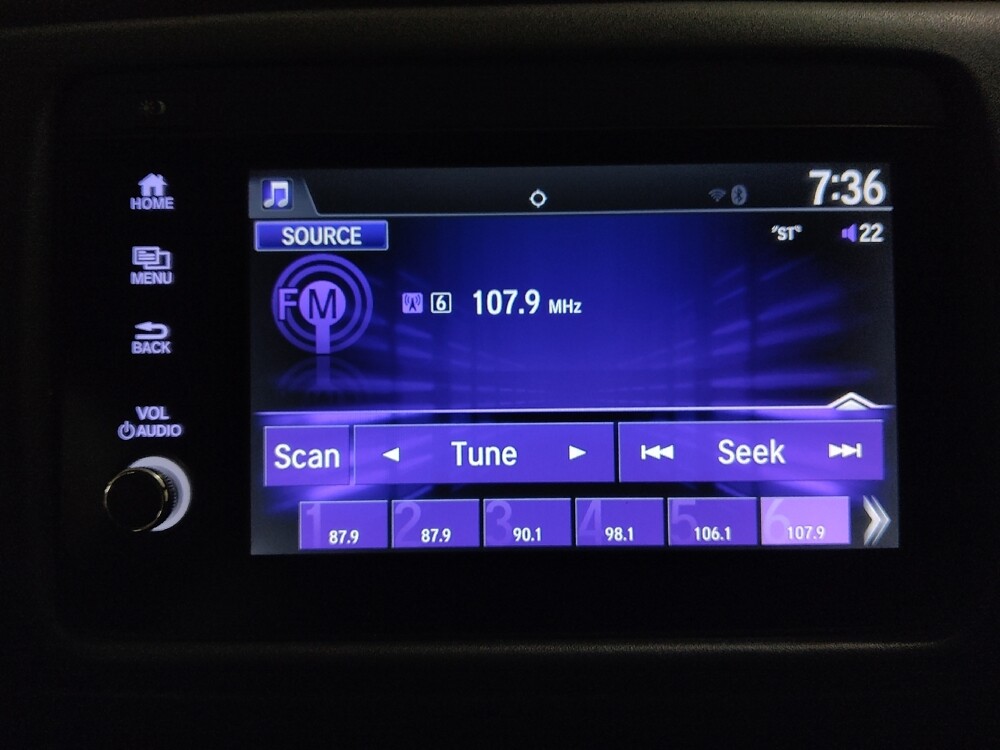 HOME
MENU
BACK
VOL
AUDIO
7:36
SOURCE
"ST"
22
FM
6 107.9 MHz
Scan
Tune
Seek
1 87.9
2 87.9
3 90.1
4 98.1
5 106.1
6 107.9